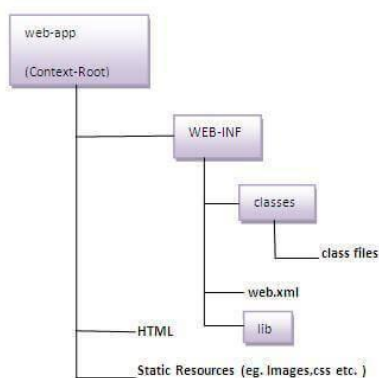 web-app
(Context-Root)
WEB-INF
classes
class files
web.xml
lib
HTML
Static Resources (eg. Images,css etc. )